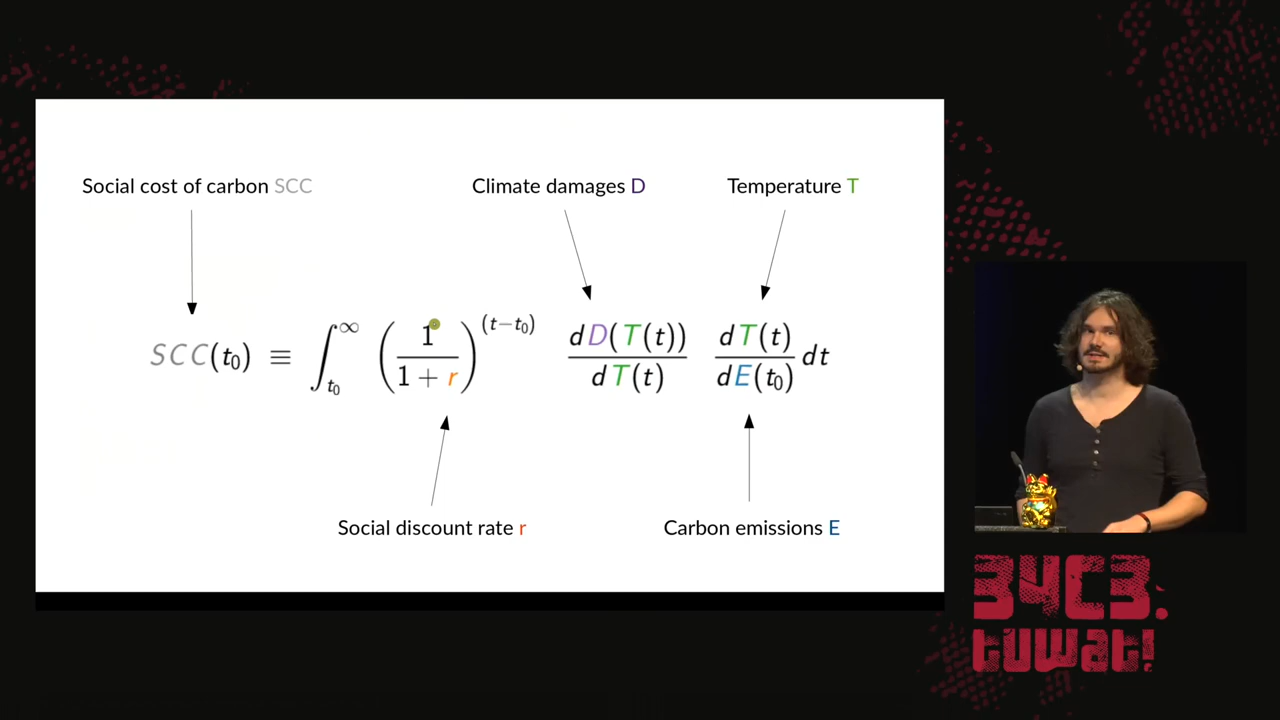 Social cost of carbon SCC
Climate damages D
Temperature T
SCC(t₀) ≡ ∫_{t₀}^{∞} (1/(1 + r))^{(t−t₀)} dD(T(t))/dT(t) dT(t)/dE(t₀) dt
Social discount rate r
Carbon emissions E
34C3.
tuwat!